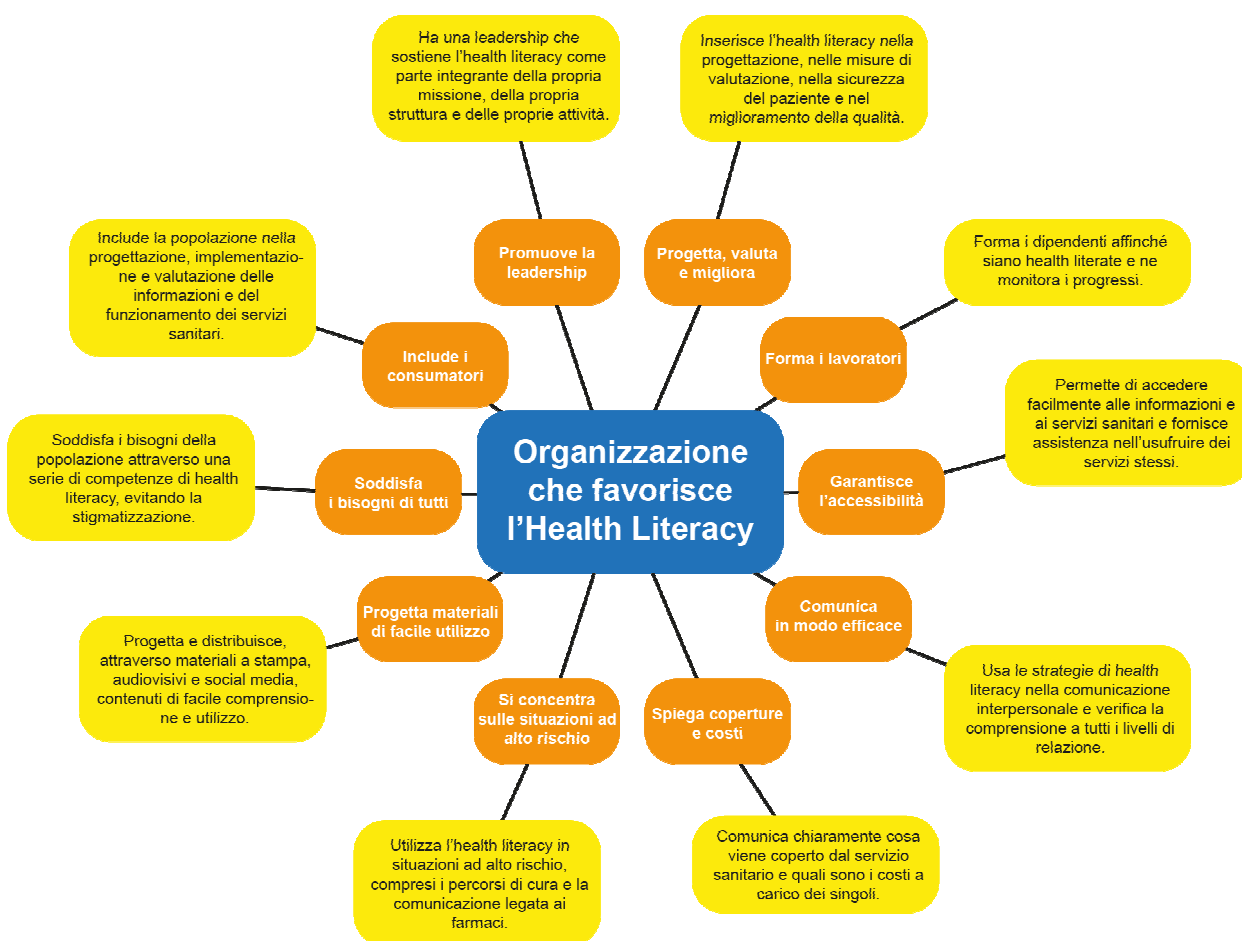 Organizzazione
che favorisce
l'Health Literacy
Promuove la
leadership
Ha una leadership che
sostiene l'health literacy come
parte integrante della propria
missione, della propria
struttura e delle proprie attività.
Progetta, valuta
e migliora
Inserisce l'health literacy nella
progettazione, nelle misure di
valutazione, nella sicurezza
del paziente e nel
miglioramento della qualità.
Forma i lavoratori
Forma i dipendenti affinché
siano health literate e ne
monitora i progressi.
Garantisce
l'accessibilità
Permette di accedere
facilmente alle informazioni e
ai servizi sanitari e fornisce
assistenza nell'usufruire dei
servizi stessi.
Comunica
in modo efficace
Usa le strategie di health
literacy nella comunicazione
interpersonale e verifica la
comprensione a tutti i livelli di
relazione.
Spiega coperture
e costi
Comunica chiaramente cosa
viene coperto dal servizio
sanitario e quali sono i costi a
carico dei singoli.
Si concentra
sulle situazioni ad
alto rischio
Utilizza l'health literacy in
situazioni ad alto rischio,
compresi i percorsi di cura e la
comunicazione legata ai
farmaci.
Progetta materiali
di facile utilizzo
Progetta e distribuisce,
attraverso materiali a stampa,
audiovisivi e social media,
contenuti di facile comprensio-
ne e utilizzo.
Soddisfa
i bisogni di tutti
Soddisfa i bisogni della
popolazione attraverso una
serie di competenze di health
literacy, evitando la
stigmatizzazione.
Include i
consumatori
Include la popolazione nella
progettazione, implementazio-
ne e valutazione delle
informazioni e del
funzionamento dei servizi
sanitari.